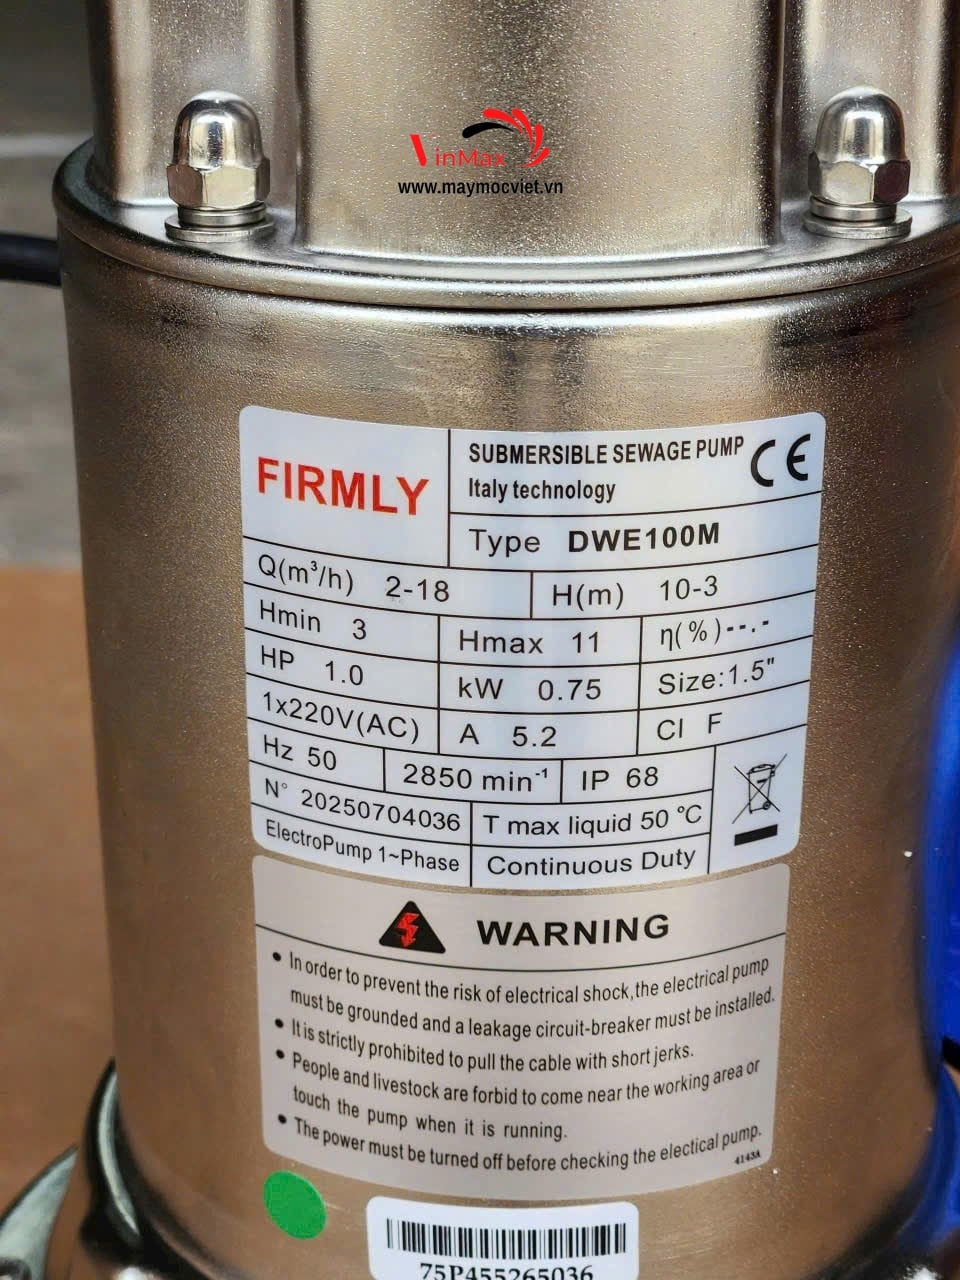 VinMax
www.maymocviet.vn
FIRMLY
SUBMERSIBLE SEWAGE PUMP CE
Italy technology
Type DWE100M
Q(m³/h) 2-18 H(m) 10-3
Hmin 3 Hmax 11 η(%)--.-
HP 1.0 kW 0.75 Size:1.5"
1x220V(AC) A 5.2 Cl F
Hz 50 2850 min⁻¹ IP 68
N° 20250704036 T max liquid 50 °C
ElectroPump 1~Phase Continuous Duty
WARNING
• In order to prevent the risk of electrical shock,the electrical pump
must be grounded and a leakage circuit-breaker must be installed.
• It is strictly prohibited to pull the cable with short jerks.
• People and livestock are forbid to come near the working area or
touch the pump when it is running.
• The power must be turned off before checking the electical pump.
4143A
75P455265036